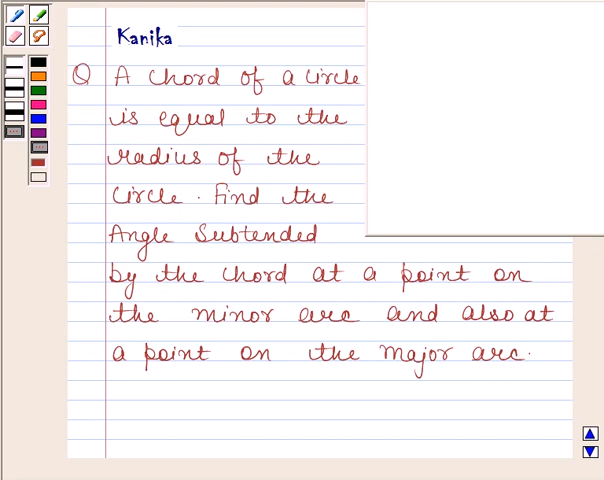 Kanika
Q A chord of a circle
is equal to the
radius of the
circle. Find the
Angle Subtended
by the chord at a point on
the minor arc and also at
a point on the major arc.